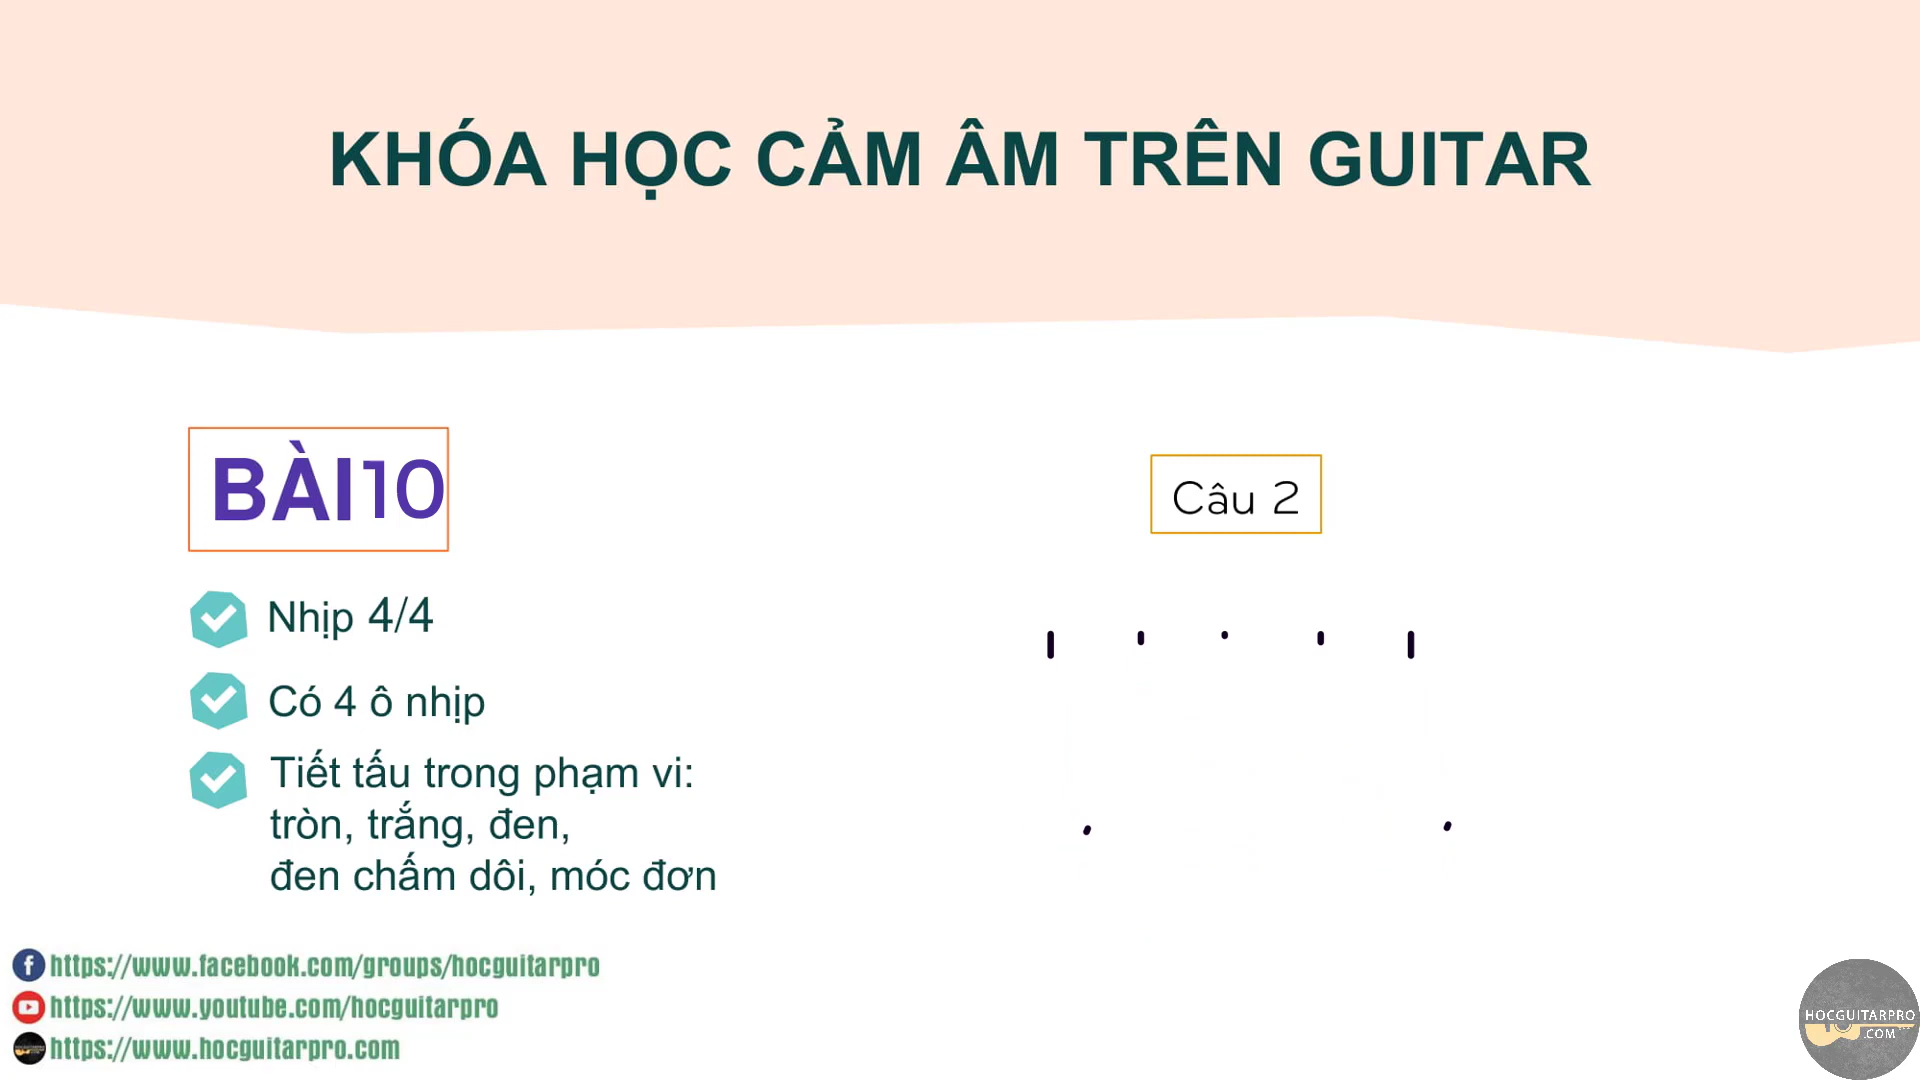 KHÓA HỌC CẢM ÂM TRÊN GUITAR
BÀI10
Nhịp 4/4
Có 4 ô nhịp
Tiết tấu trong phạm vi:
tròn, trắng, đen,
đen chấm dôi, móc đơn
Câu 2
https://www.facebook.com/groups/hocguitarpro
https://www.youtube.com/hocguitarpro
https://www.hocguitarpro.com
HOCGUITARPRO
.COM